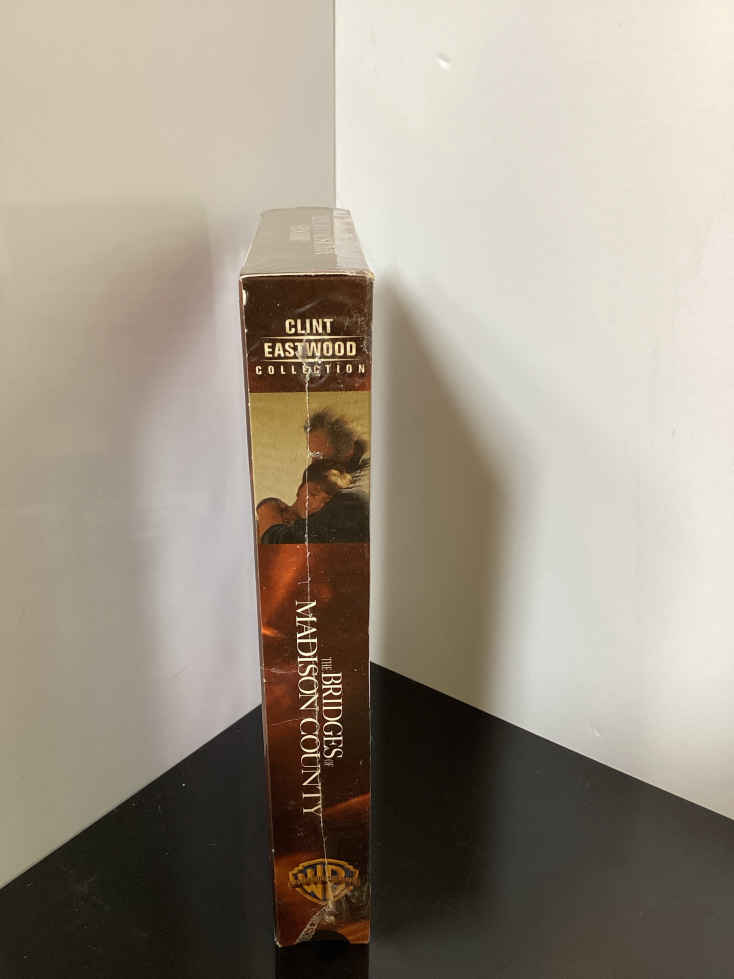 CLINT
EASTWOOD
COLLECTION
THE BRIDGES OF
MADISON COUNTY